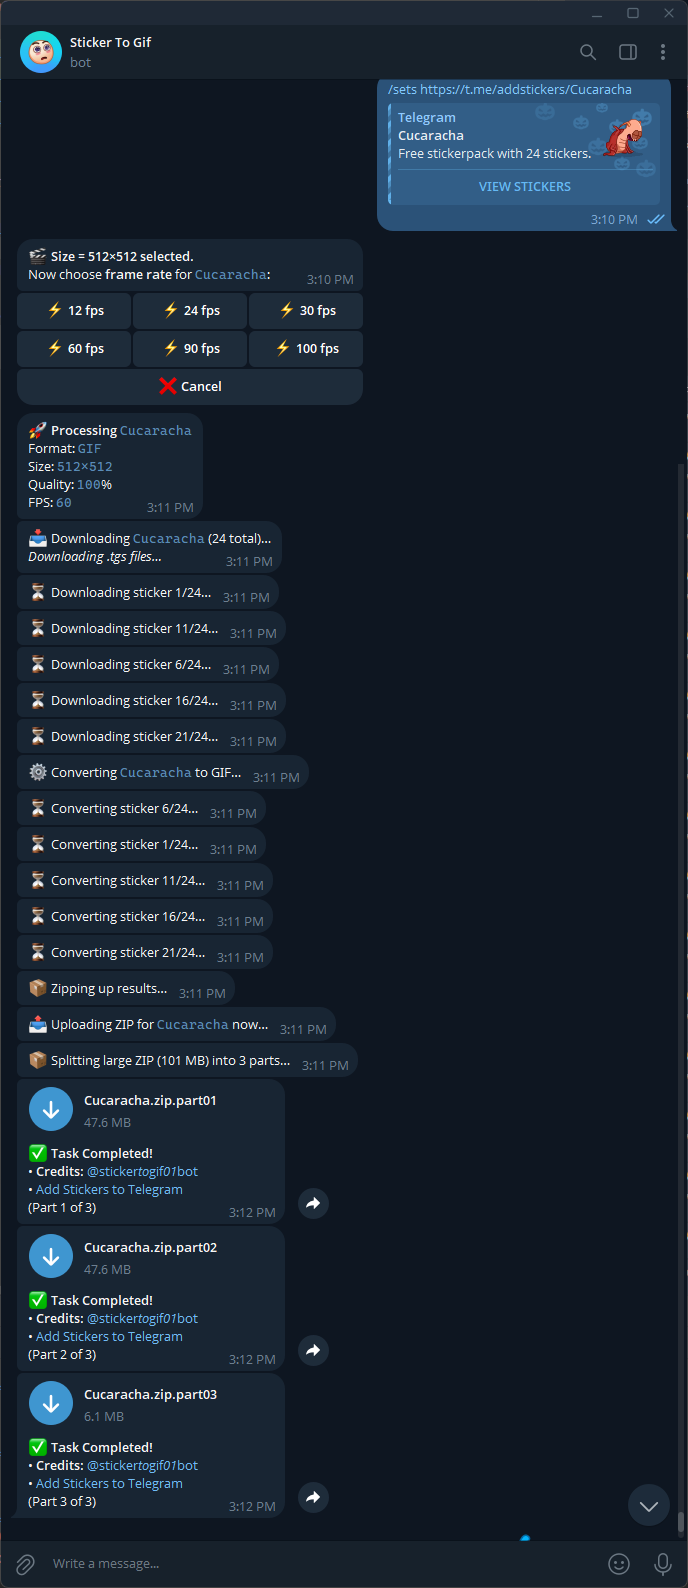 Sticker To Gif
bot
/sets https://t.me/addstickers/Cucaracha
Telegram
Cucaracha
Free stickerpack with 24 stickers.
VIEW STICKERS
3:10 PM
Size = 512×512 selected.
Now choose frame rate for Cucaracha:
3:10 PM
12 fps
24 fps
30 fps
60 fps
90 fps
100 fps
Cancel
Processing Cucaracha
Format: GIF
Size: 512×512
Quality: 100%
FPS: 60
3:11 PM
Downloading Cucaracha (24 total)...
Downloading .tgs files...
3:11 PM
Downloading sticker 1/24...
3:11 PM
Downloading sticker 11/24...
3:11 PM
Downloading sticker 6/24...
3:11 PM
Downloading sticker 16/24...
3:11 PM
Downloading sticker 21/24...
3:11 PM
Converting Cucaracha to GIF...
3:11 PM
Converting sticker 6/24...
3:11 PM
Converting sticker 1/24...
3:11 PM
Converting sticker 11/24...
3:11 PM
Converting sticker 16/24...
3:11 PM
Converting sticker 21/24...
3:11 PM
Zipping up results...
3:11 PM
Uploading ZIP for Cucaracha now...
3:11 PM
Splitting large ZIP (101 MB) into 3 parts...
3:11 PM
Cucaracha.zip.part01
47.6 MB
Task Completed!
• Credits: @stickertogif01bot
• Add Stickers to Telegram
(Part 1 of 3)
3:12 PM
Cucaracha.zip.part02
47.6 MB
Task Completed!
• Credits: @stickertogif01bot
• Add Stickers to Telegram
(Part 2 of 3)
3:12 PM
Cucaracha.zip.part03
6.1 MB
Task Completed!
• Credits: @stickertogif01bot
• Add Stickers to Telegram
(Part 3 of 3)
3:12 PM
Write a message...